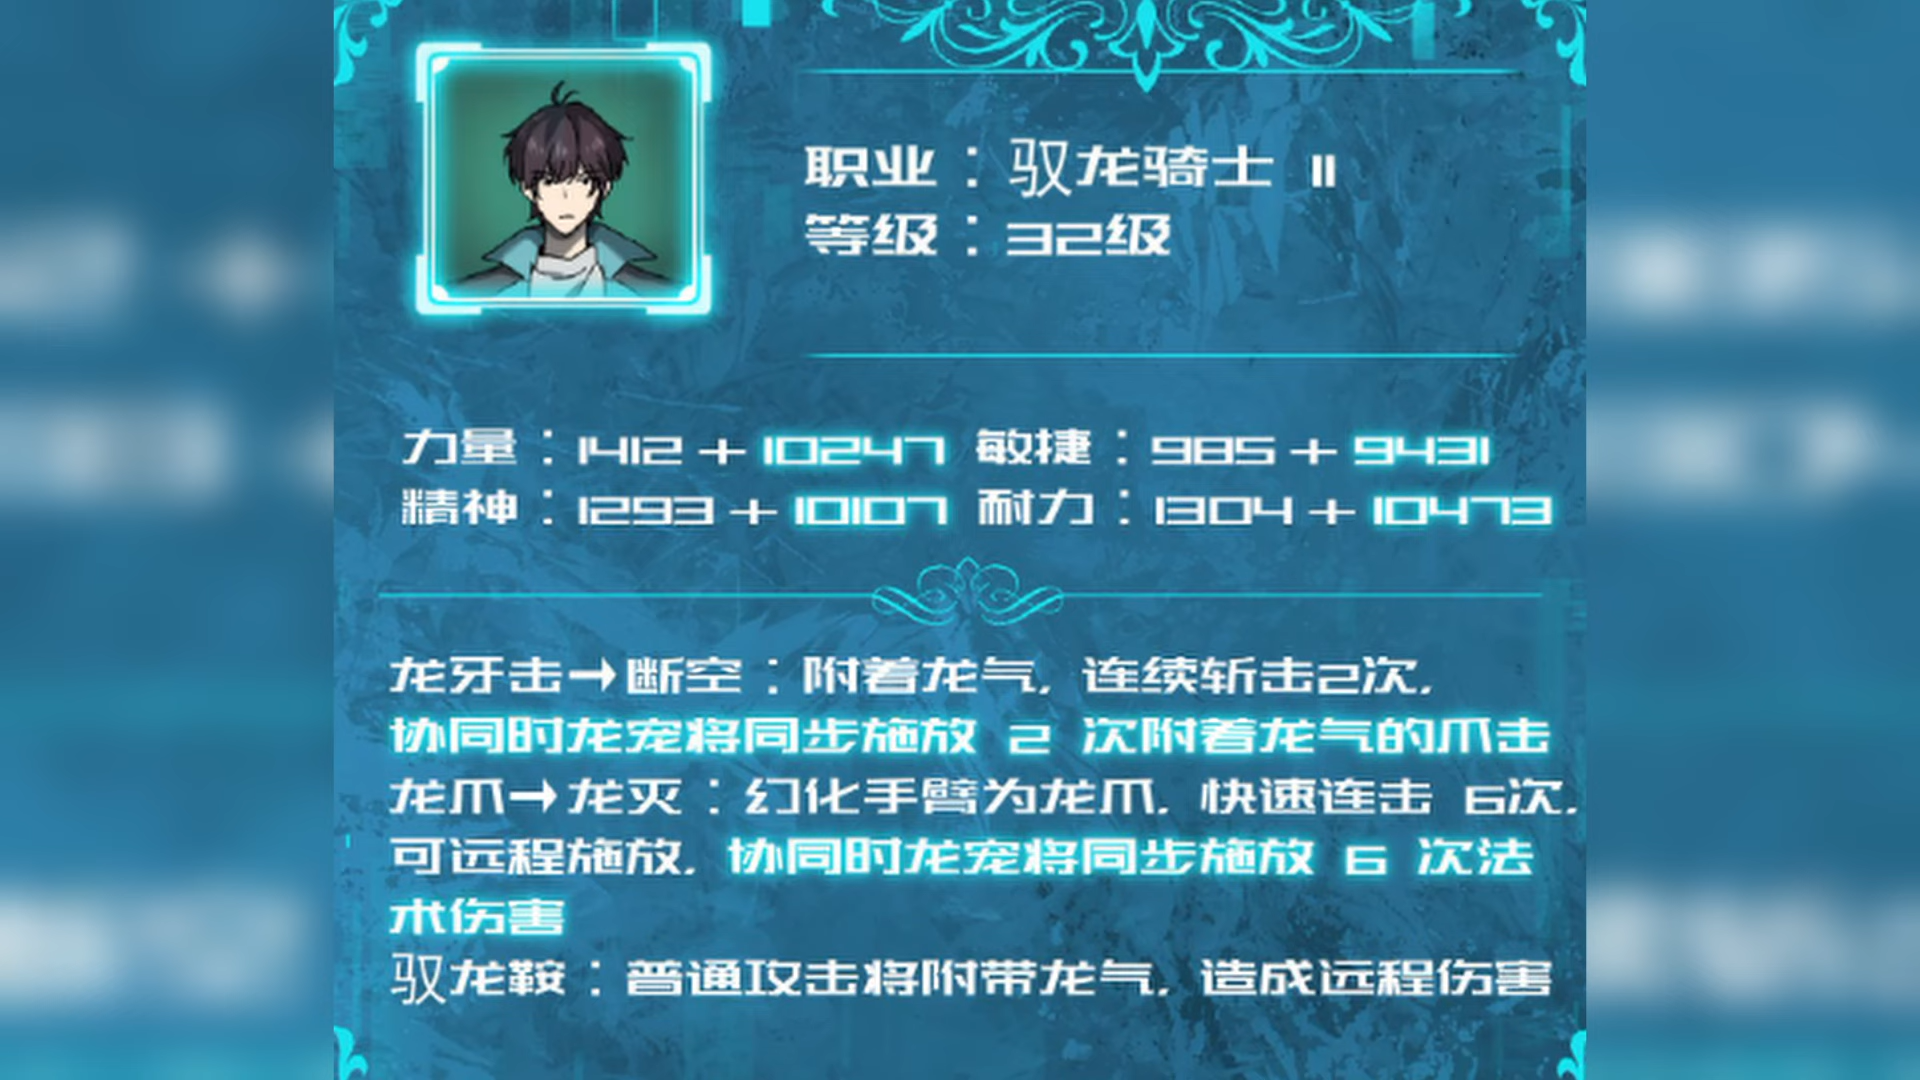 职业：驭龙骑士 II
等级：32级
力量：1412 + 10247 敏捷：985 + 9431
精神：1293 + 10107 耐力：1304 + 10473
龙牙击→断空：附着龙气，连续斩击2次，
协同时龙宠将同步施放 2 次附着龙气的爪击
龙爪→龙灭：幻化手臂为龙爪，快速连击 6次，
可远程施放，协同时龙宠将同步施放 6 次法
术伤害
驭龙鞍：普通攻击将附带龙气，造成远程伤害